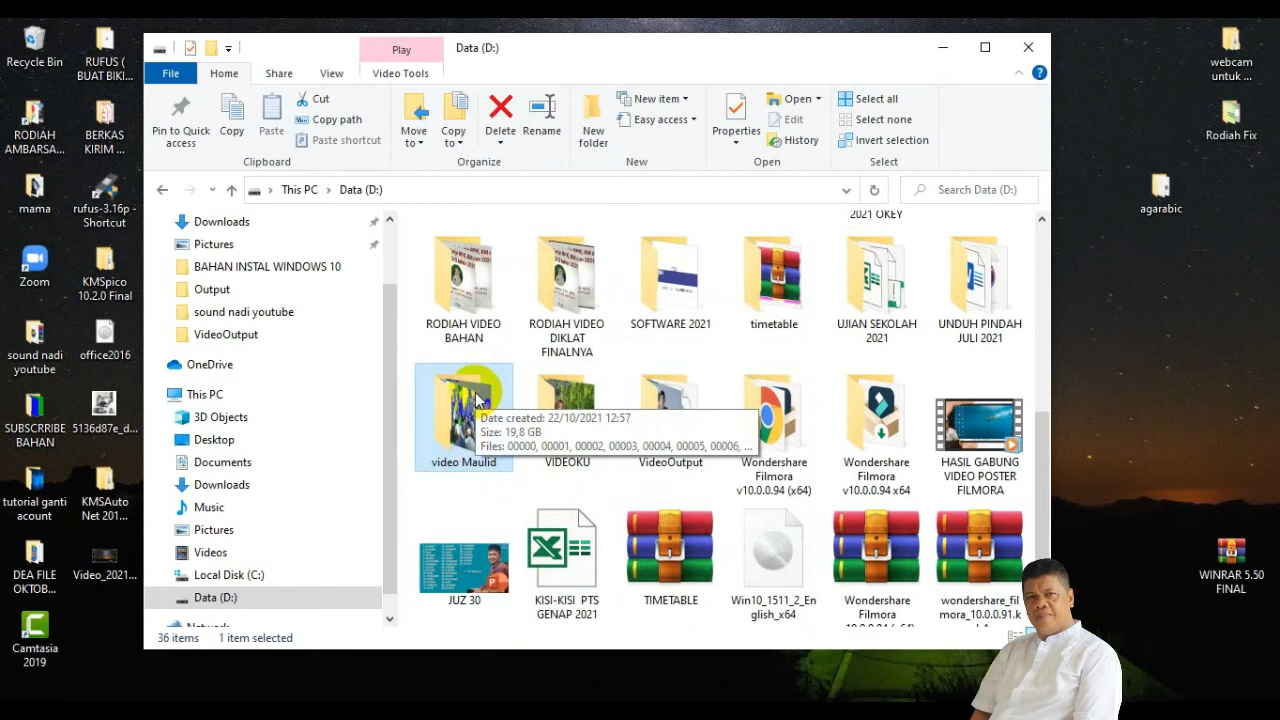 Recycle Bin
RUFUS (
BUAT BIKI...
RODIAH
AMBARSA...
BERKAS
KIRIM ...
mama
rufus-3.16p -
Shortcut
Zoom
KMSpico
10.2.0 Final
sound nadi
youtube
office2016
SUBSCRRIBE
BAHAN
5136d87e_d...
tutorial ganti
acount
KMSAuto
Net 201...
DEA FILE
OKTOB...
Video_2021...
Camtasia
2019
Play
Data (D:)
File
Home
Share
View
Video Tools
Pin to Quick
access
Copy
Paste
Cut
Copy path
Paste shortcut
Clipboard
Move
to
Copy
to
Delete
Rename
Organize
New
folder
New item
Easy access
New
Properties
Open
Edit
History
Open
Select all
Select none
Invert selection
Select
This PC
Data (D:)
Search Data (D:)
Downloads
Pictures
BAHAN INSTAL WINDOWS 10
Output
sound nadi youtube
VideoOutput
OneDrive
This PC
3D Objects
Desktop
Documents
Downloads
Music
Pictures
Videos
Local Disk (C:)
Data (D:)
2021 OKEY
RODIAH VIDEO
BAHAN
RODIAH VIDEO
DIKLAT
FINALNYA
SOFTWARE 2021
timetable
UJIAN SEKOLAH
2021
UNDUH PINDAH
JULI 2021
Date created: 22/10/2021 12:57
Size: 19,8 GB
Files: 00000, 00001, 00002, 00003, 00004, 00005, 00006, ...
video Maulid
VIDEOKU
VideoOutput
Wondershare
Filmora
v10.0.0.94 (x64)
Wondershare
Filmora
v10.0.0.94 x64
HASIL GABUNG
VIDEO POSTER
FILMORA
JUZ 30
KISI-KISI PTS
GENAP 2021
TIMETABLE
Win10_1511_2_En
glish_x64
Wondershare
Filmora
wondershare_fil
mora_10.0.0.91.k
36 items
1 item selected
webcam
untuk ...
Rodiah Fix
agarabic
WINRAR 5.50
FINAL